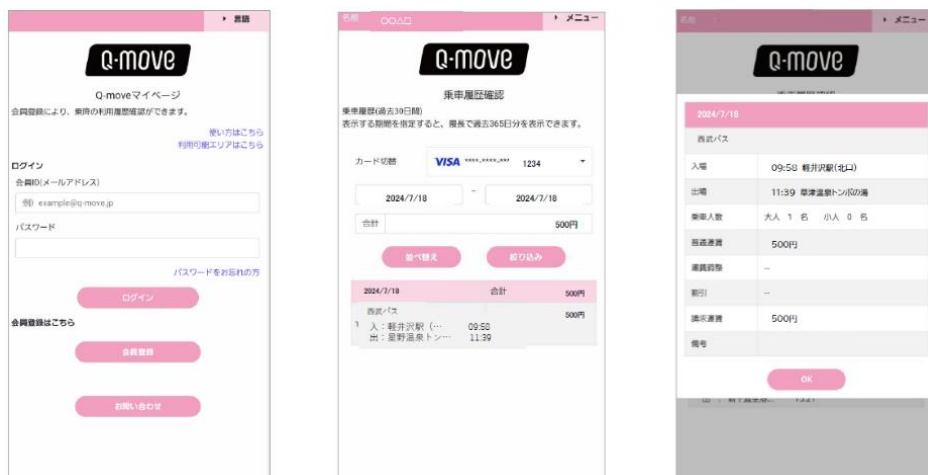 言語
Q-move
Q-moveマイページ
会員登録により、乗降の利用履歴確認ができます。
使い方はこちら
利用可能エリアはこちら
ログイン
会員ID(メールアドレス)
例) example@q-move.jp
パスワード
パスワードをお忘れの方
ログイン
会員登録はこちら
会員登録
お問い合わせ
名前 〇〇△□
メニュー
Q-move
乗車履歴確認
乗車履歴(過去30日間)
表示する期間を指定すると、最長で過去365日分を表示できます。
カード切替 VISA ****-****-*** 1234
2024/7/18 ~ 2024/7/18
合計 500円
並べ替え 絞り込み
2024/7/18 合計 500円
西武バス 500円
1 入：軽井沢駅（… 09:58
出：星野温泉トン… 11:39
名前
メニュー
Q-move
乗車履歴確認
2024/7/18
西武バス
入場 09:58 軽井沢駅(北口)
出場 11:39 草津温泉トンボの湯
乗車人数 大人 1 名 小人 0 名
普通運賃 500円
運賃調整 --
割引 --
請求運賃 500円
備考
OK